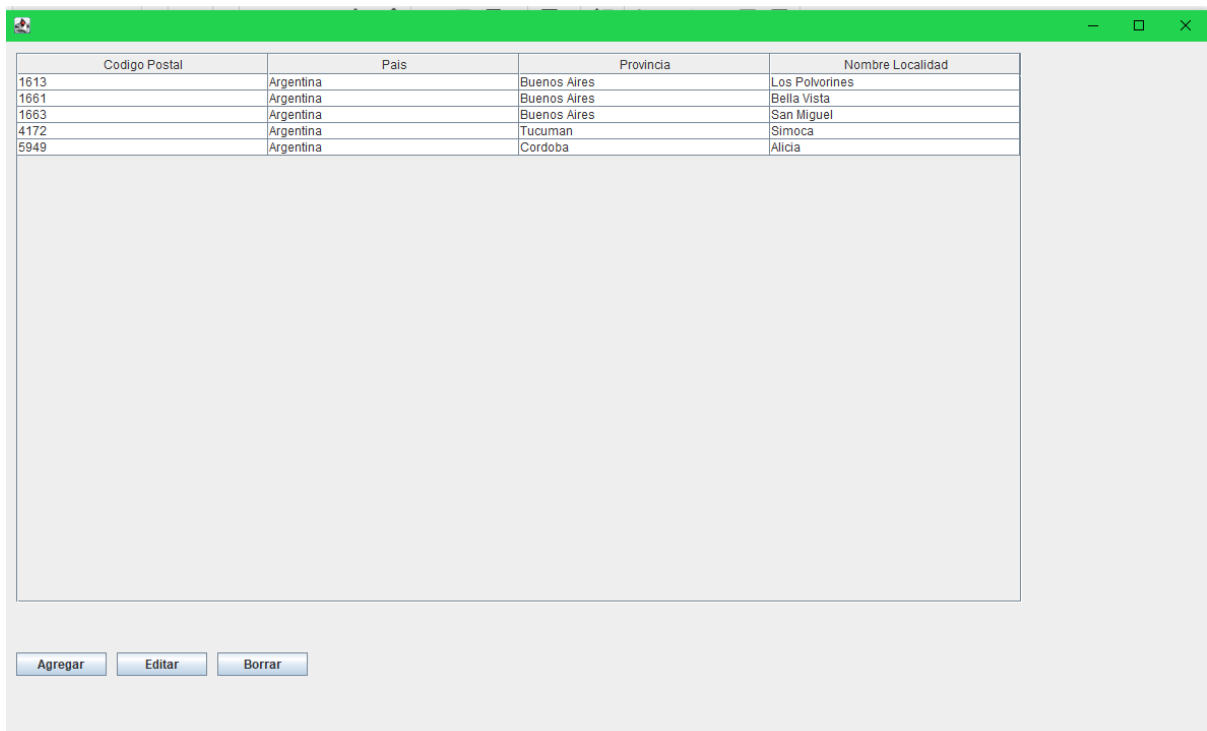 Codigo Postal Pais Provincia Nombre Localidad
1613 Argentina Buenos Aires Los Polvorines
1661 Argentina Buenos Aires Bella Vista
1663 Argentina Buenos Aires San Miguel
4172 Argentina Tucuman Simoca
5949 Argentina Cordoba Alicia
Agregar Editar Borrar